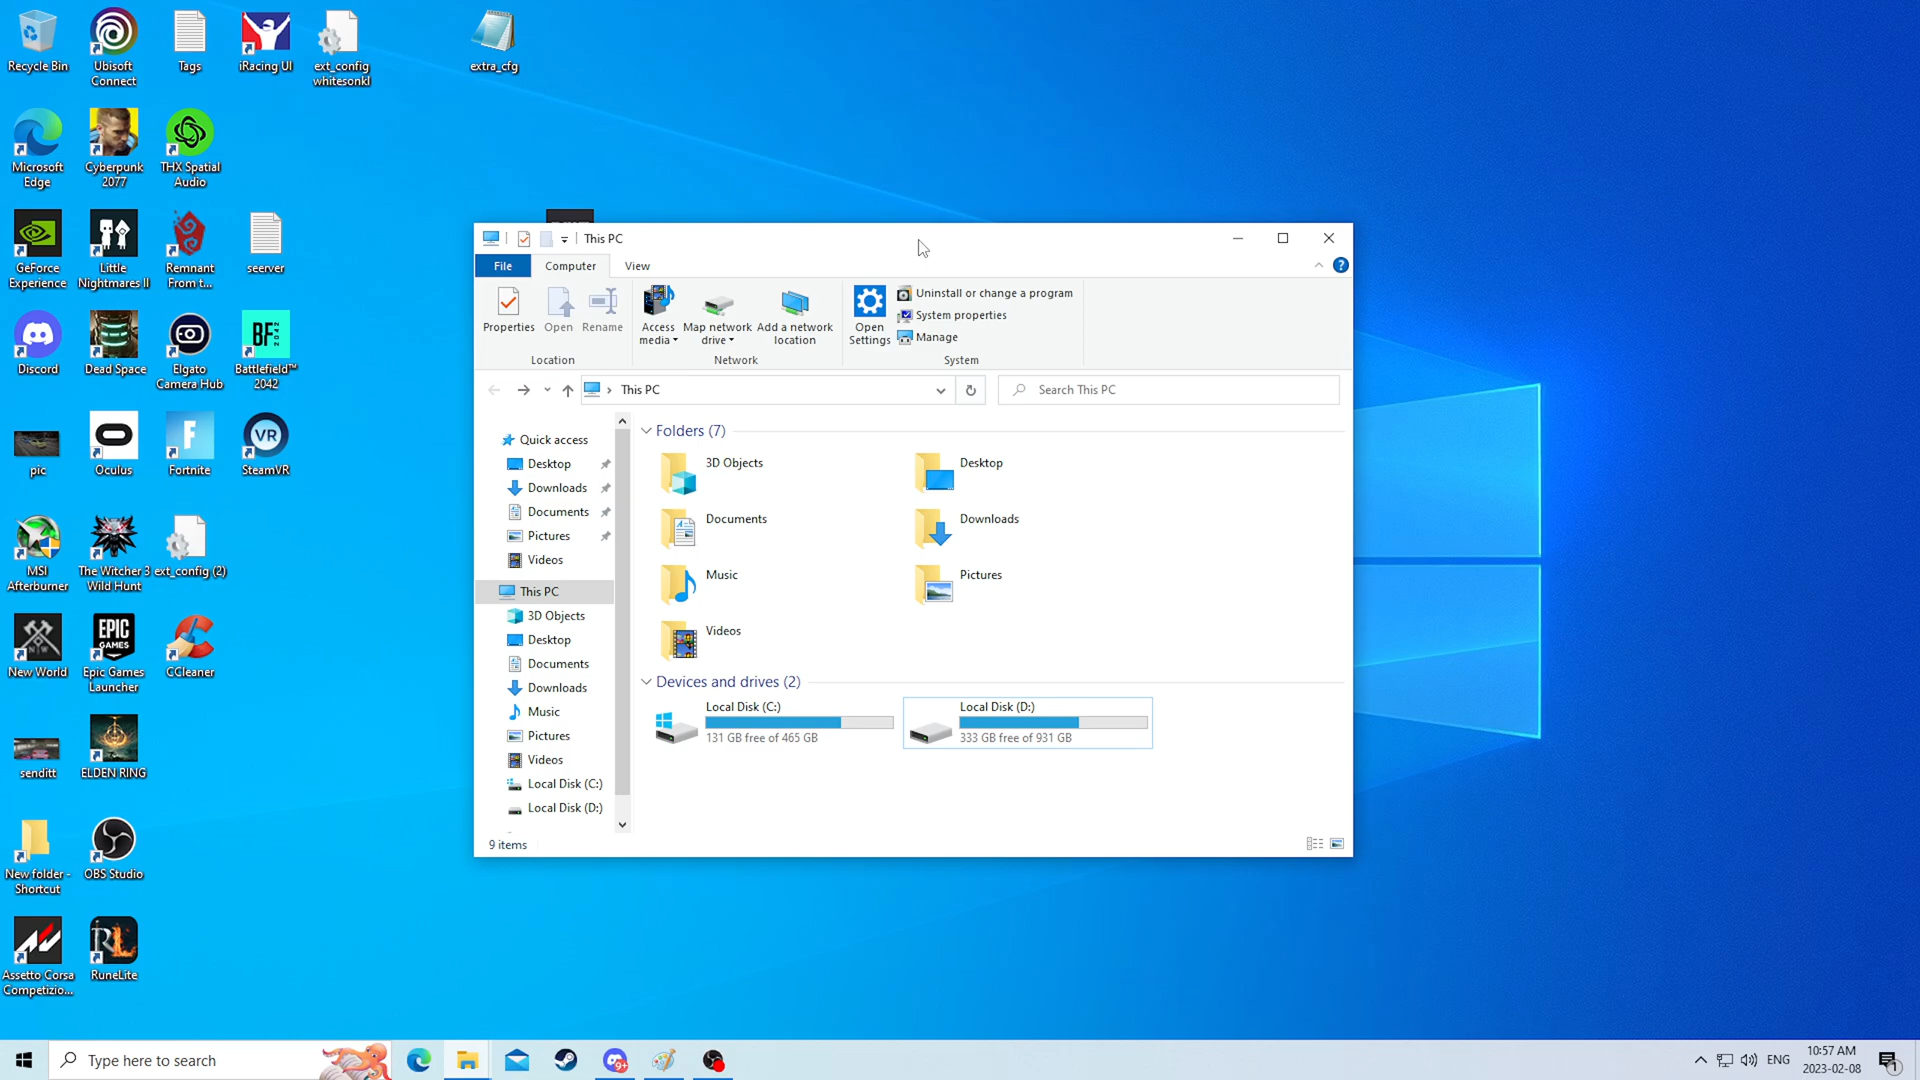 Recycle Bin
Ubisoft
Connect
Tags
iRacing UI
ext_config
whitesonkl
extra_cfg
Microsoft
Edge
Cyberpunk
2077
THX Spatial
Audio
GeForce
Experience
Little
Nightmares II
Remnant
From t...
seerver
Discord
Dead Space
Elgato
Camera Hub
BF
2042
Battlefield™
2042
pic
Oculus
Fortnite
VR
SteamVR
MSI
Afterburner
The Witcher 3
Wild Hunt
ext_config (2)
New World
EPIC
GAMES
Epic Games
Launcher
CCleaner
senditt
ELDEN RING
New folder -
Shortcut
OBS Studio
Assetto Corsa
Competizio...
RL
RuneLite
This PC
File
Computer
View
Properties
Open
Rename
Access
media
Map network
drive
Add a network
location
Open
Settings
Uninstall or change a program
System properties
Manage
Location
Network
System
This PC
Search This PC
Quick access
Desktop
Downloads
Documents
Pictures
Videos
This PC
3D Objects
Desktop
Documents
Downloads
Music
Pictures
Videos
Local Disk (C:)
Local Disk (D:)
Folders (7)
3D Objects
Desktop
Documents
Downloads
Music
Pictures
Videos
Devices and drives (2)
Local Disk (C:)
131 GB free of 465 GB
Local Disk (D:)
333 GB free of 931 GB
9 items
Type here to search
9+
ENG
10:57 AM
2023-02-08
1